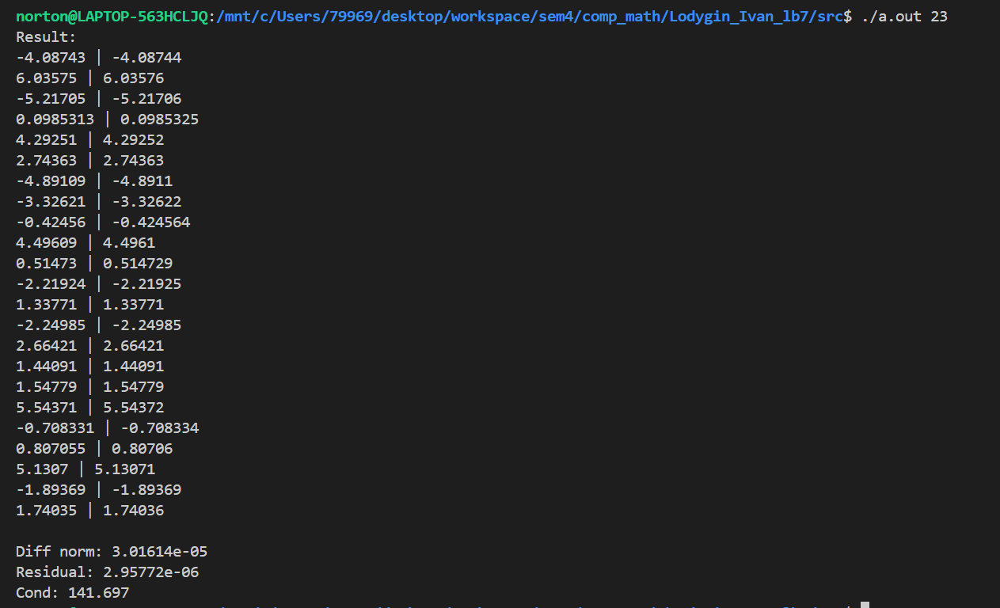 norton@LAPTOP-563HCLJQ:/mnt/c/Users/79969/desktop/workspace/sem4/comp_math/Lodygin_Ivan_lb7/src$ ./a.out 23
Result:
-4.08743 | -4.08744
6.03575 | 6.03576
-5.21705 | -5.21706
0.0985313 | 0.0985325
4.29251 | 4.29252
2.74363 | 2.74363
-4.89109 | -4.8911
-3.32621 | -3.32622
-0.42456 | -0.424564
4.49609 | 4.4961
0.51473 | 0.514729
-2.21924 | -2.21925
1.33771 | 1.33771
-2.24985 | -2.24985
2.66421 | 2.66421
1.44091 | 1.44091
1.54779 | 1.54779
5.54371 | 5.54372
-0.708331 | -0.708334
0.807055 | 0.80706
5.1307 | 5.13071
-1.89369 | -1.89369
1.74035 | 1.74036
Diff norm: 3.01614e-05
Residual: 2.95772e-06
Cond: 141.697